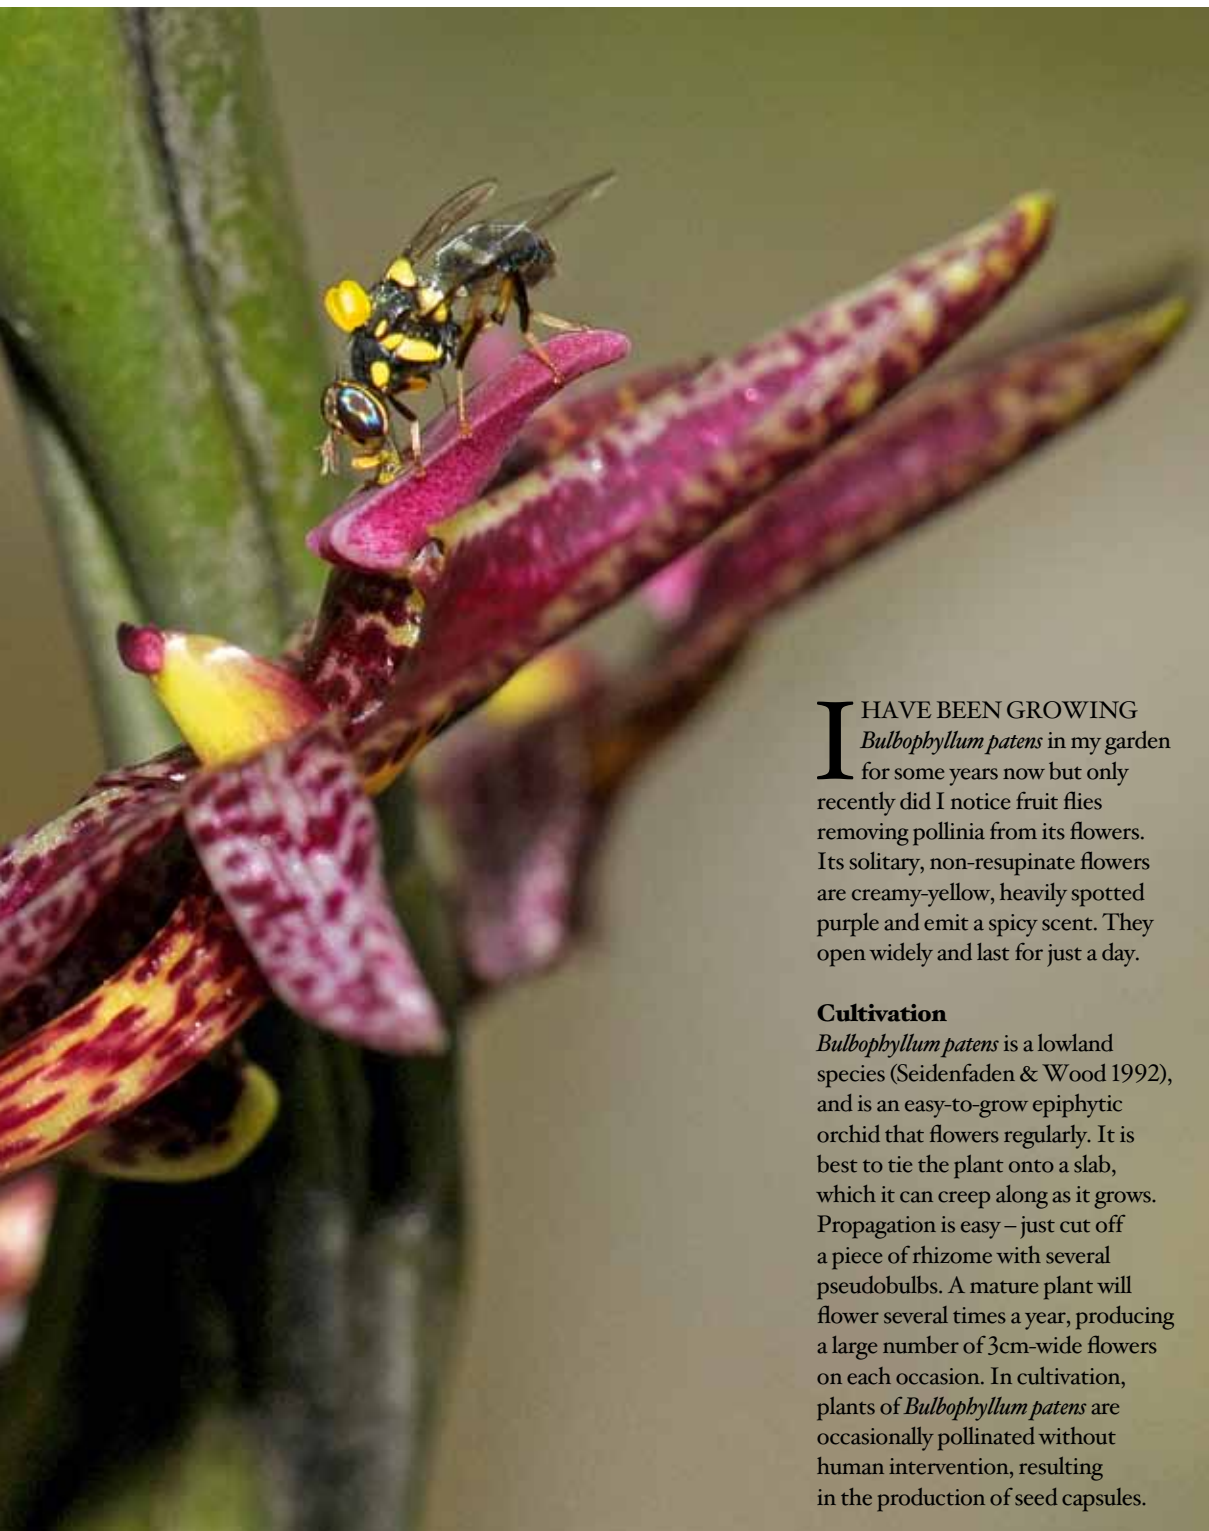 I HAVE BEEN GROWING
Bulbophyllum patens in my garden
for some years now but only
recently did I notice fruit flies
removing pollinia from its flowers.
Its solitary, non-resupinate flowers
are creamy-yellow, heavily spotted
purple and emit a spicy scent. They
open widely and last for just a day.
Cultivation
Bulbophyllum patens is a lowland
species (Seidenfaden & Wood 1992),
and is an easy-to-grow epiphytic
orchid that flowers regularly. It is
best to tie the plant onto a slab,
which it can creep along as it grows.
Propagation is easy – just cut off
a piece of rhizome with several
pseudobulbs. A mature plant will
flower several times a year, producing
a large number of 3cm-wide flowers
on each occasion. In cultivation,
plants of Bulbophyllum patens are
occasionally pollinated without
human intervention, resulting
in the production of seed capsules.